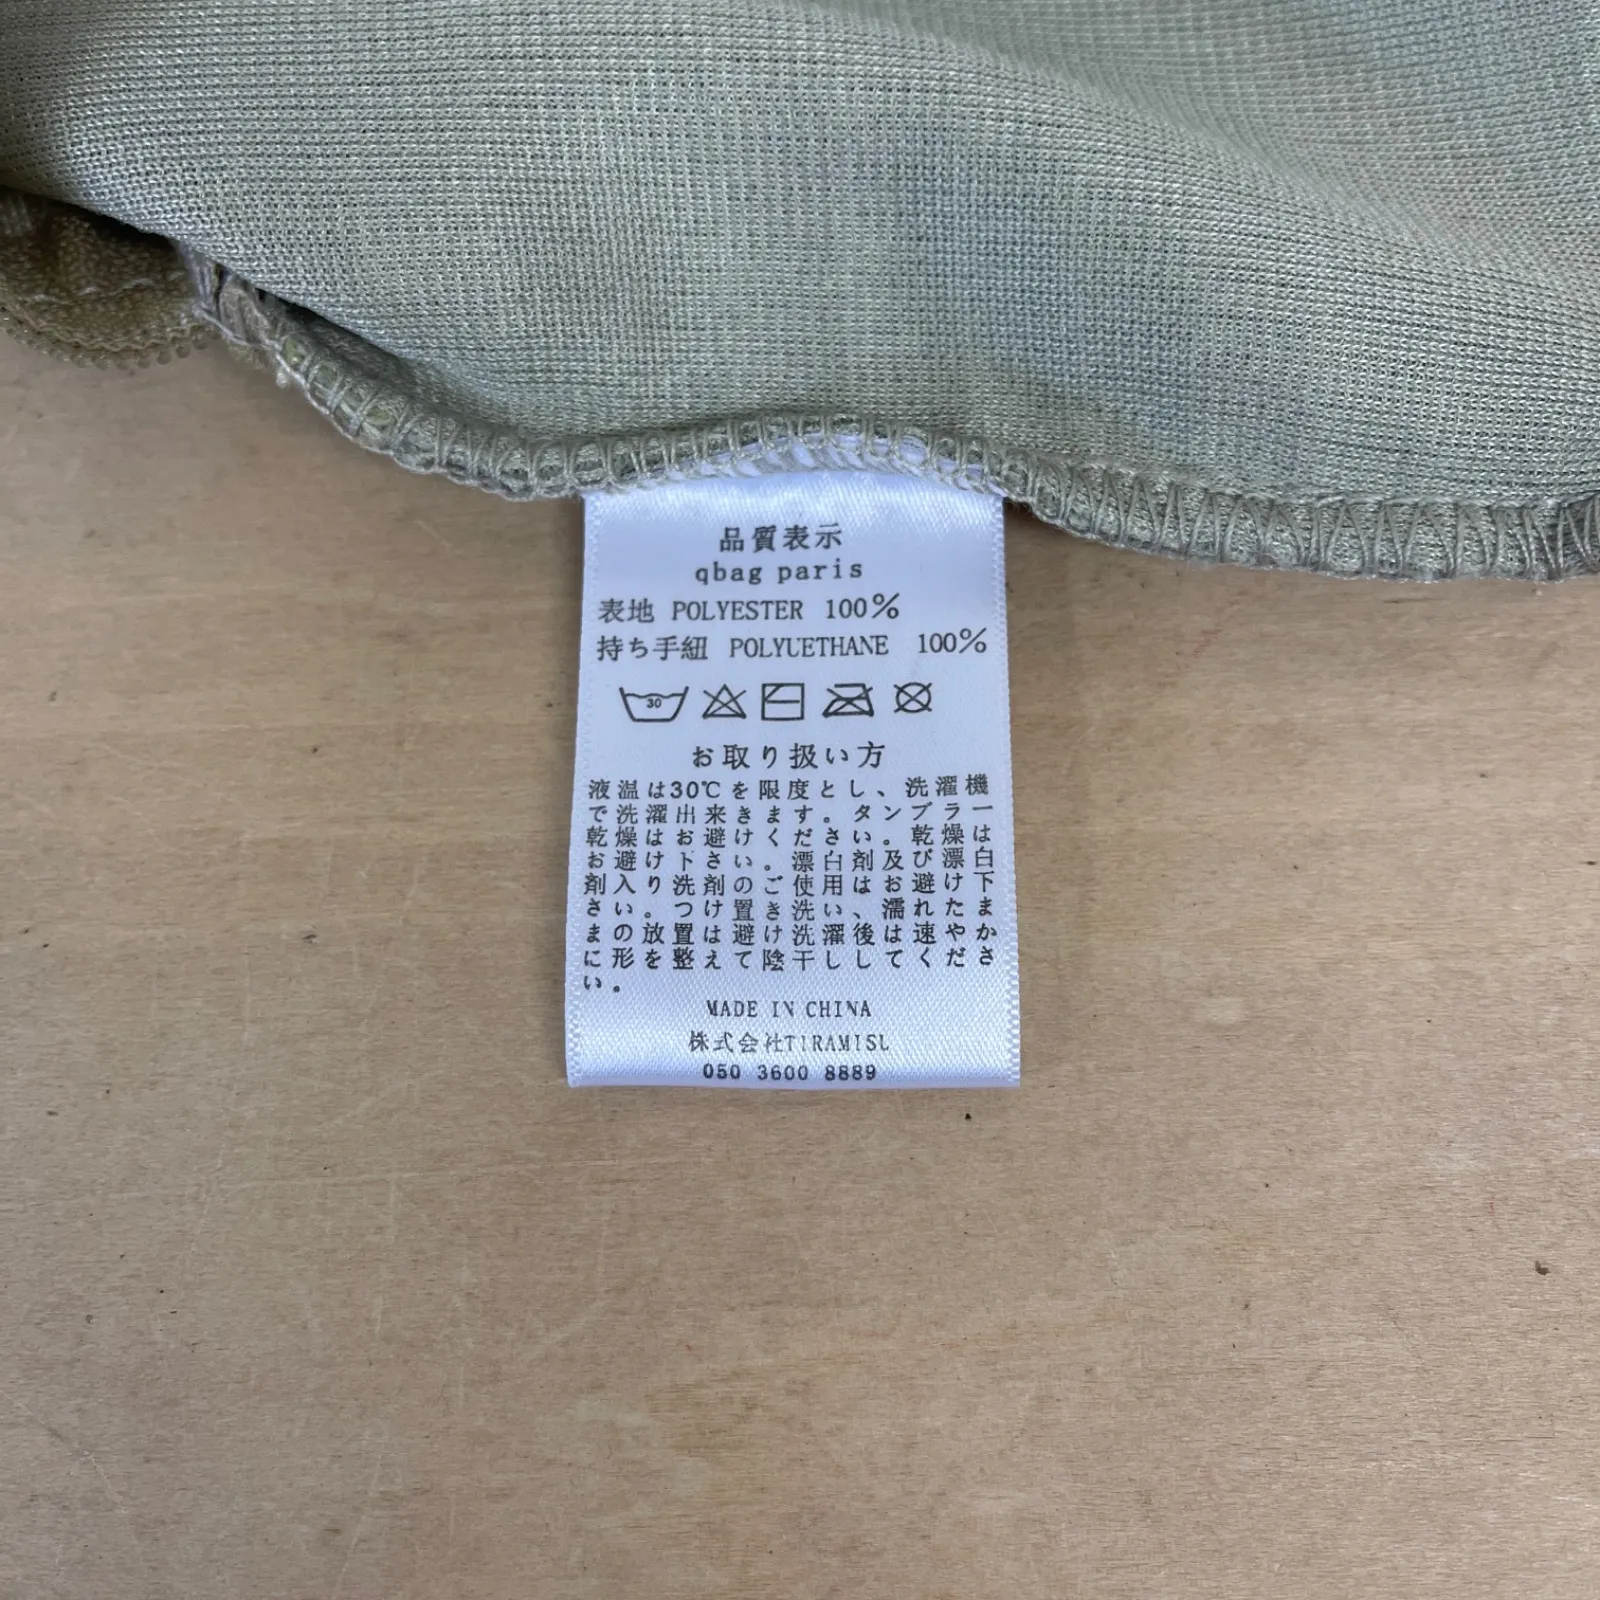 品質表示
qbag paris
表地 POLYESTER 100%
持ち手紐 POLYUETHANE 100%
30
お取り扱い方
液温は30℃を限度とし、洗濯機
で洗濯出来きます。タンブラー
乾燥はお避けください。乾燥は
お避け下さい。漂白剤及び漂白
剤入り洗剤のご使用はお避け下
さい。つけ置き洗い、濡れたま
まの放置は避け洗濯後は速やか
に形を整えて陰干ししてくださ
い。
MADE IN CHINA
株式会社TIRAMISU
050 3600 8889